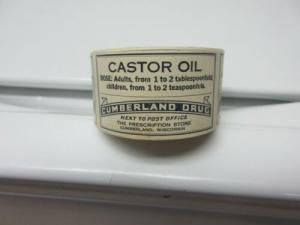 CASTOR OIL
DOSE: Adults, from 1 to 2 tablespoonfuls,
children, from 1 to 2 teaspoonfuls.
CUMBERLAND DRUG
NEXT TO POST OFFICE
THE PRESCRIPTION STORE
CUMBERLAND, WISCONSIN